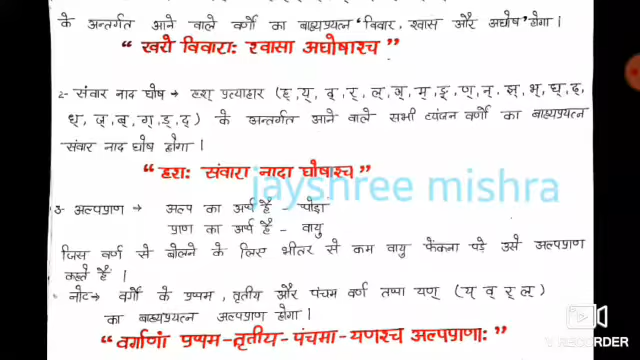 के अन्तर्गत आने वाले वर्णो का बाह्यप्रयत्न 'विवार, श्वास और अघोष' होगा।
“खरो विवाराः श्वासा अघोषाश्च”
2- संवार नाद घोष → हश् प्रत्याहार (ह्, य्, व्, र्, ल्, ञ्, म्, ङ्, ण्, न्, झ्, भ्, घ्, ढ्,
ध्, ज्, ब्, ग्, ड्, द्) के अन्तर्गत आने वाले सभी व्यंजन वर्णो का बाह्यप्रयत्न
संवार नाद घोष होगा।
“हशः संवारा नादा घोषाश्च”
jayshree mishra
3- अल्पप्राण → अल्प का अर्थ है - थोड़ा
प्राण का अर्थ है - वायु
जिस वर्ण से बोलने के लिए भीतर से कम वायु फेंकना पड़े उसे अल्पप्राण
कहते है।
नोट → वर्गो के प्रथम, तृतीय और पंचम वर्ण तथा यण् (य् व् र् ल्)
का बाह्यप्रयत्न अल्पप्राण होगा।
“वर्गाणां प्रथम-तृतीय-पंचमा-यणश्च अल्पप्राणाः”
RECORDER